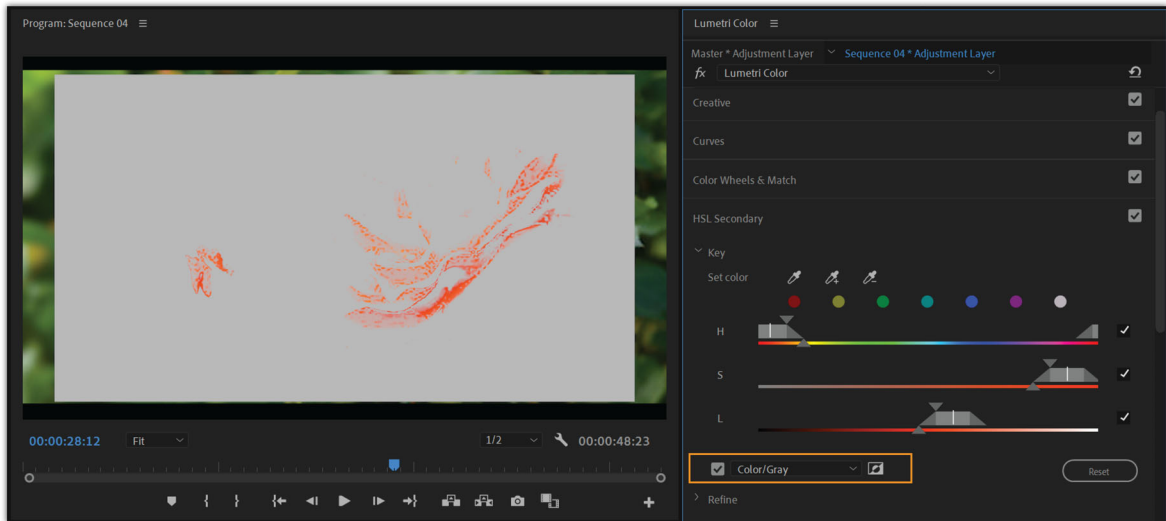 Program: Sequence 04
00:00:28:12
Fit
1/2
00:00:48:23
Lumetri Color
Master * Adjustment Layer
Sequence 04 * Adjustment Layer
fx Lumetri Color
Creative
Curves
Color Wheels & Match
HSL Secondary
Key
Set color
H
S
L
Color/Gray
Reset
Refine